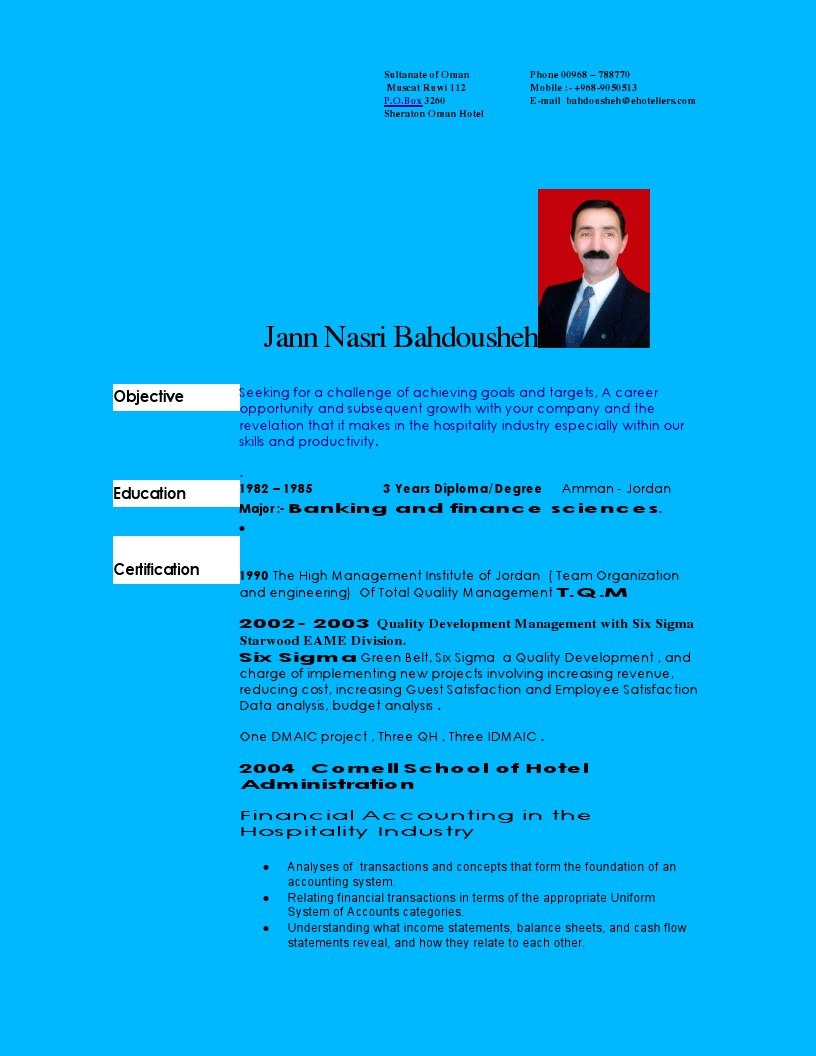 Sultanate of Oman
Muscat Ruwi 112
P.O.Box 3260
Sheraton Oman Hotel
Phone 00968 – 788770
Mobile :- +968-9050513
E-mail bahdousheh@ehoteliers.com
Jann Nasri Bahdousheh
Objective
Seeking for a challenge of achieving goals and targets, A career
opportunity and subsequent growth with your company and the
revelation that it makes in the hospitality industry especially within our
skills and productivity.
.
Education
1982 – 1985 3 Years Diploma/Degree Amman - Jordan
Major:- Banking and finance sciences.
•
Certification
1990 The High Management Institute of Jordan ( Team Organization
and engineering) Of Total Quality Management T.Q.M
2002- 2003 Quality Development Management with Six Sigma
Starwood EAME Division.
Six Sigma Green Belt, Six Sigma a Quality Development , and
charge of implementing new projects involving increasing revenue,
reducing cost, increasing Guest Satisfaction and Employee Satisfaction
Data analysis, budget analysis .
One DMAIC project , Three QH , Three IDMAIC .
2004 Cornell School of Hotel
Administration
Financial Accounting in the
Hospitality Industry
• Analyses of transactions and concepts that form the foundation of an
accounting system.
• Relating financial transactions in terms of the appropriate Uniform
System of Accounts categories.
• Understanding what income statements, balance sheets, and cash flow
statements reveal, and how they relate to each other.